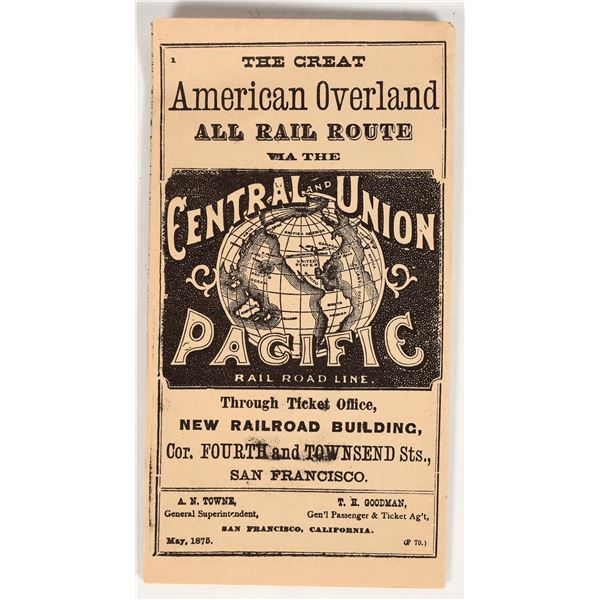 1
THE GREAT
American Overland
ALL RAIL ROUTE
VIA THE
CENTRAL AND UNION
UNITED STATES
PACIFIC
RAIL ROAD LINE.
Through Ticket Office,
NEW RAILROAD BUILDING,
Cor. FOURTH and TOWNSEND Sts.,
SAN FRANCISCO.
A. N. TOWNE, T. H. GOODMAN,
General Superintendent, Gen'l Passenger & Ticket Ag't,
SAN FRANCISCO, CALIFORNIA.
May, 1875. (F 70.)